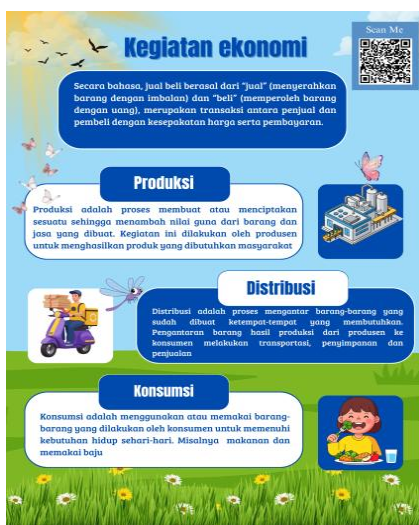 Scan Me
Kegiatan ekonomi
Secara bahasa, jual beli berasal dari "jual" (menyerahkan
barang dengan imbalan) dan "beli" (memperoleh barang
dengan uang), merupakan transaksi antara penjual dan
pembeli dengan kesepakatan harga serta pembayaran.
Produksi
Produksi adalah proses membuat atau menciptakan
sesuatu sehingga menambah nilai guna dari barang dan
jasa yang dibuat. Kegiatan ini dilakukan oleh produsen
untuk menghasilkan produk yang dibutuhkan masyarakat
Distribusi
Distribusi adalah proses mengantar barang-barang yang
sudah dibuat ketempat-tempat yang membutuhkan.
Pengantaran barang hasil produksi dari produsen ke
konsumen melakukan transportasi, penyimpanan dan
penjualan
Konsumsi
Konsumsi adalah menggunakan atau memakai barang-
barang yang dilakukan oleh konsumen untuk memenuhi
kebutuhan hidup sehari-hari. Misalnya makanan dan
memakai baju